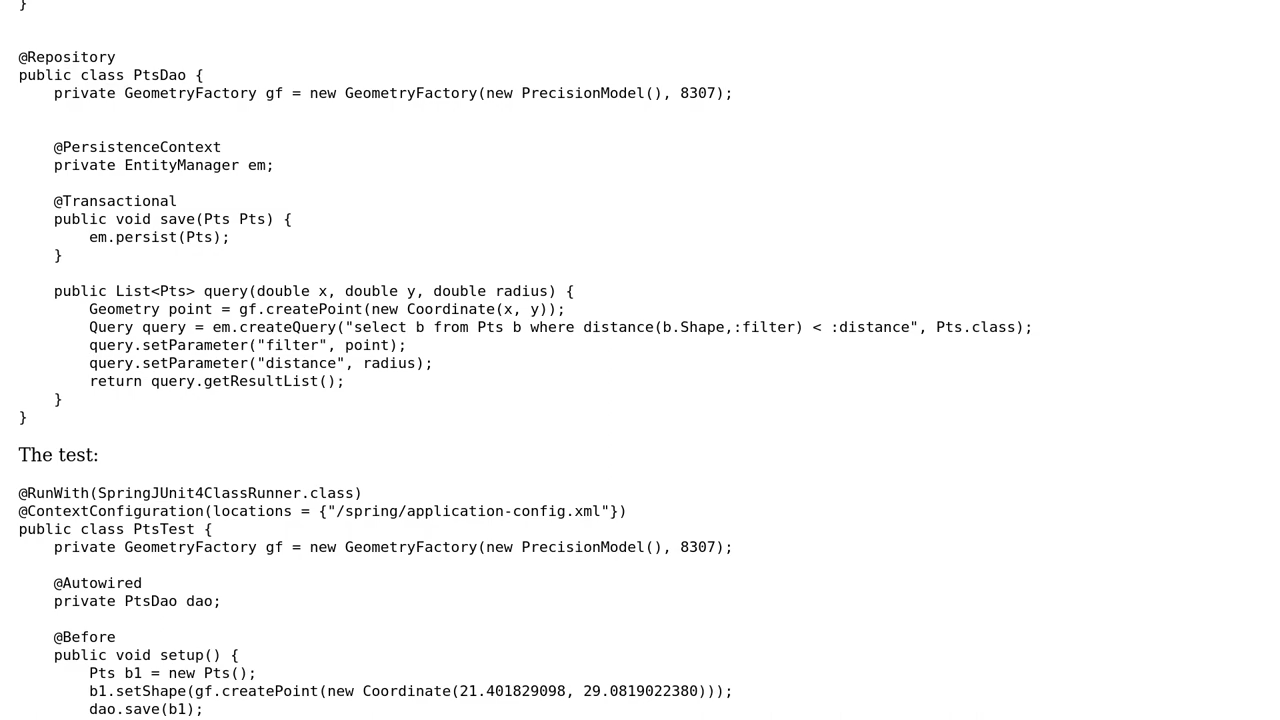 }
@Repository
public class PtsDao {
    private GeometryFactory gf = new GeometryFactory(new PrecisionModel(), 8307);
    @PersistenceContext
    private EntityManager em;
    @Transactional
    public void save(Pts Pts) {
        em.persist(Pts);
    }
    public List<Pts> query(double x, double y, double radius) {
        Geometry point = gf.createPoint(new Coordinate(x, y));
        Query query = em.createQuery("select b from Pts b where distance(b.Shape,:filter) < :distance", Pts.class);
        query.setParameter("filter", point);
        query.setParameter("distance", radius);
        return query.getResultList();
    }
}
The test:
@RunWith(SpringJUnit4ClassRunner.class)
@ContextConfiguration(locations = {"/spring/application-config.xml"})
public class PtsTest {
    private GeometryFactory gf = new GeometryFactory(new PrecisionModel(), 8307);
    @Autowired
    private PtsDao dao;
    @Before
    public void setup() {
        Pts b1 = new Pts();
        b1.setShape(gf.createPoint(new Coordinate(21.401829098, 29.0819022380)));
        dao.save(b1);